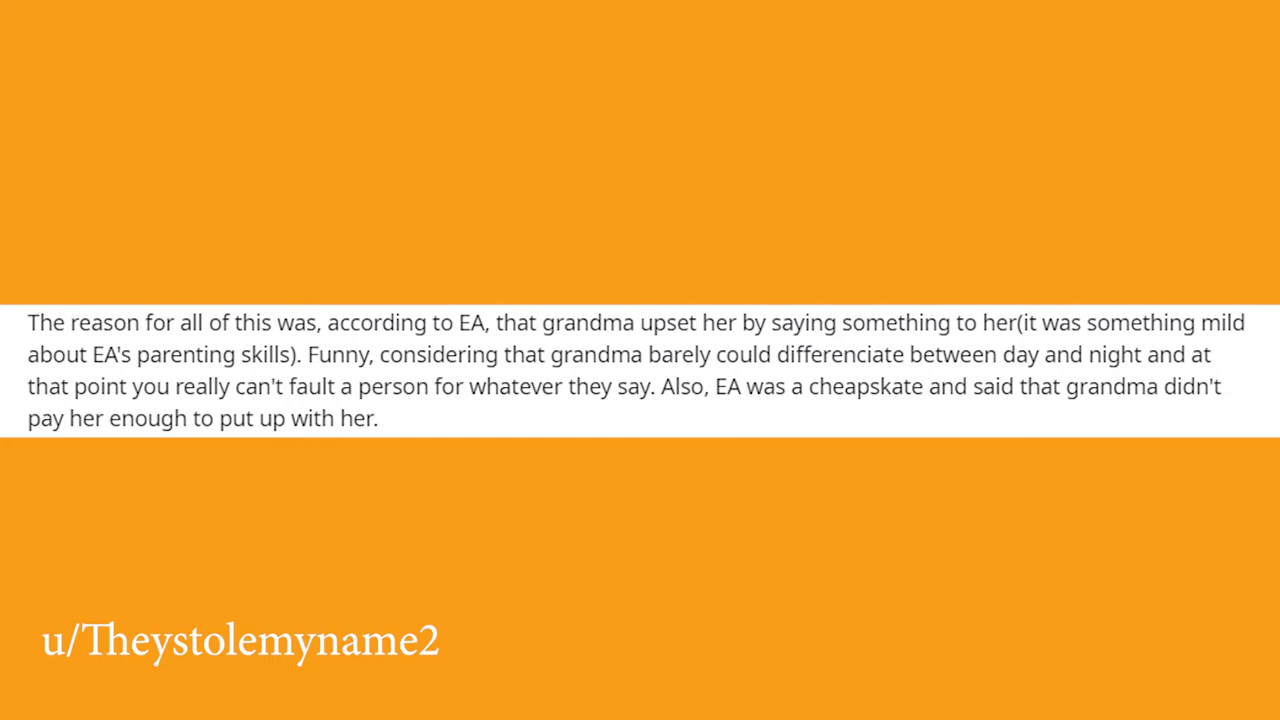 The reason for all of this was, according to EA, that grandma upset her by saying something to her(it was something mild
about EA's parenting skills). Funny, considering that grandma barely could differenciate between day and night and at
that point you really can't fault a person for whatever they say. Also, EA was a cheapskate and said that grandma didn't
pay her enough to put up with her.
u/Theystolemyname2